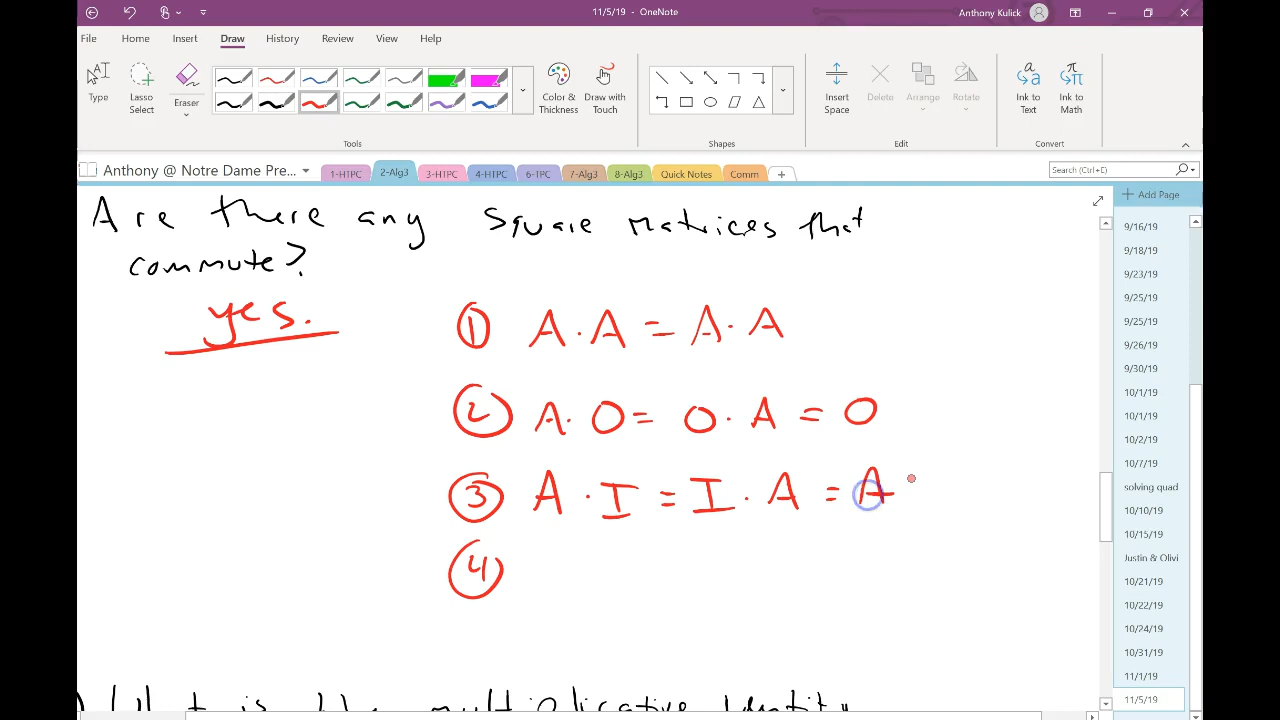 11/5/19 - OneNote
Anthony Kulick
File Home Insert Draw History Review View Help
Type
Lasso Select
Eraser
Color & Thickness
Draw with Touch
Insert Space
Delete
Arrange
Rotate
Ink to Text
Ink to Math
Tools
Shapes
Edit
Convert
Anthony @ Notre Dame Pre...
1-HTPC 2-Alg3 3-HTPC 4-HTPC 6-TPC 7-Alg3 8-Alg3 Quick Notes Comm +
Search (Ctrl+E)
Are there any square matrices that
commute?
yes.
① A · A = A · A
② A · O = O · A = O
③ A · I = I · A = A
④
is the multiplicative identity
+ Add Page
9/16/19
9/18/19
9/23/19
9/25/19
9/25/19
9/26/19
9/30/19
10/1/19
10/1/19
10/2/19
10/7/19
solving quad
10/10/19
10/15/19
Justin & Olivi
10/21/19
10/22/19
10/24/19
10/31/19
11/1/19
11/5/19